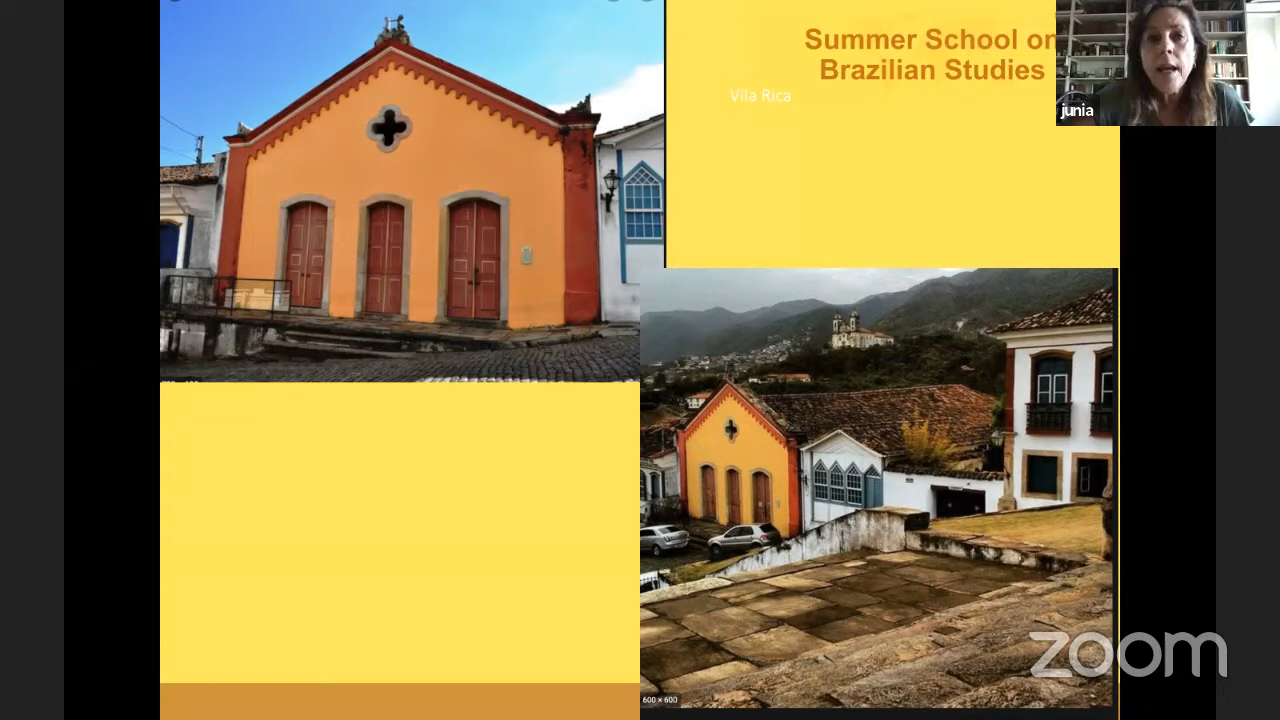 Summer School on
Brazilian Studies
Vila Rica
junia
600 × 600
zoom